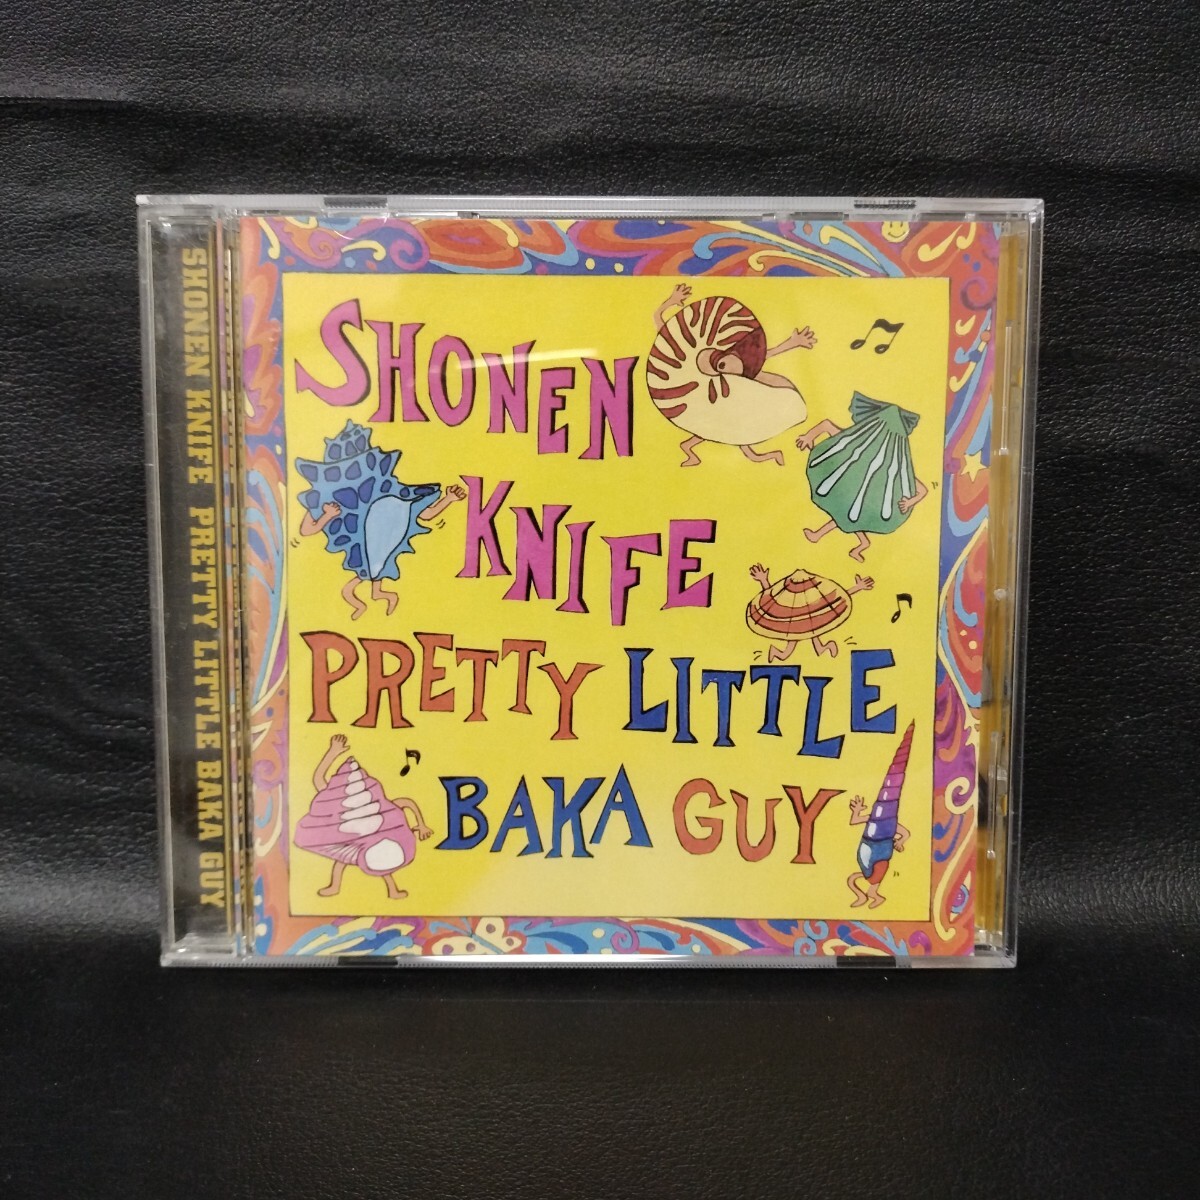 SHONEN KNIFE PRETTY LITTLE BAKA GUY
SHONEN
KNIFE
PRETTY LITTLE
BAKA GUY